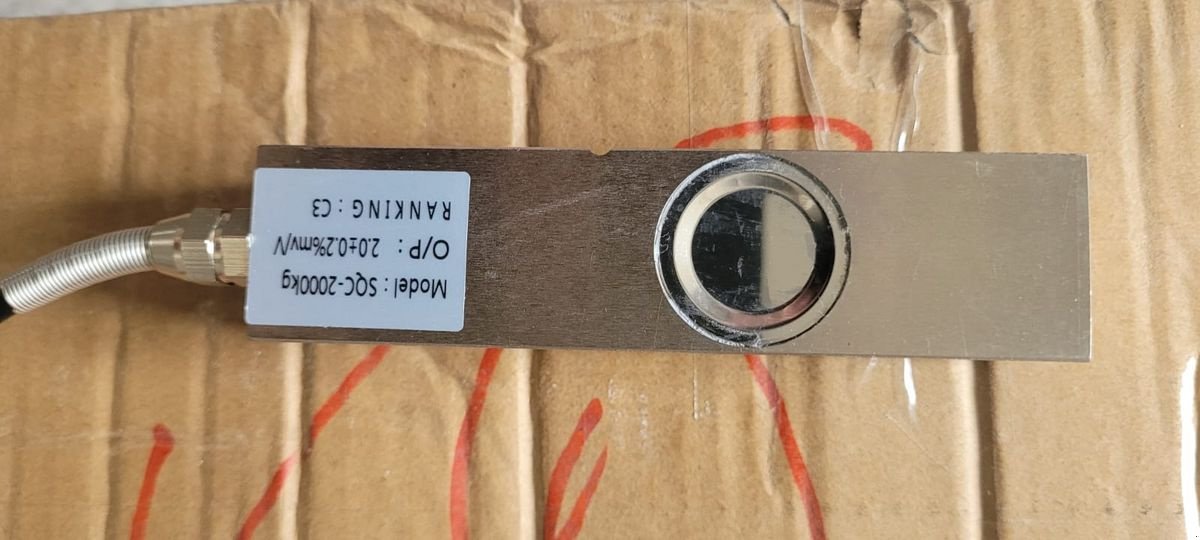 Model : SQC-2000kg
O/P : 2.0±0.2%mv/V
RANKING : C3